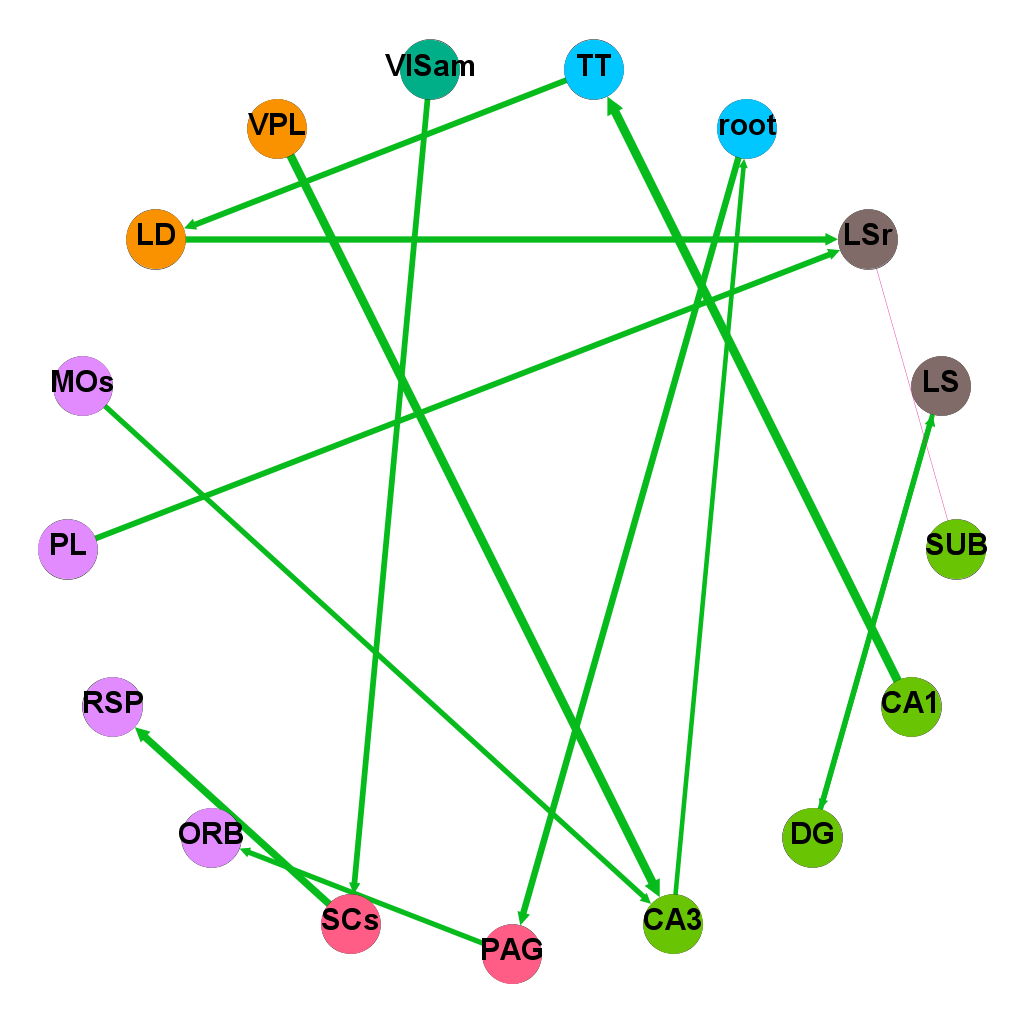 VISam
TT
VPL
root
LD
LSr
MOs
LS
PL
SUB
RSP
CA1
ORB
DG
SCs
CA3
PAG